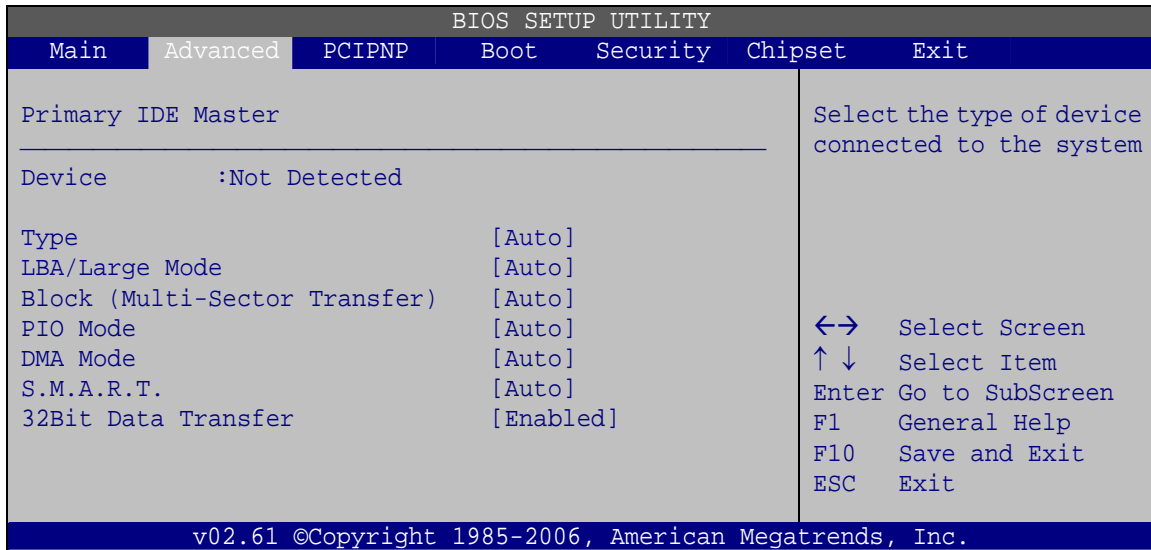 BIOS SETUP UTILITY
Main Advanced PCIPNP Boot Security Chipset Exit
Primary IDE Master
Device :Not Detected
Type [Auto]
LBA/Large Mode [Auto]
Block (Multi-Sector Transfer) [Auto]
PIO Mode [Auto]
DMA Mode [Auto]
S.M.A.R.T. [Auto]
32Bit Data Transfer [Enabled]
Select the type of device
connected to the system
←→ Select Screen
↑ ↓ Select Item
Enter Go to SubScreen
F1 General Help
F10 Save and Exit
ESC Exit
v02.61 ©Copyright 1985-2006, American Megatrends, Inc.